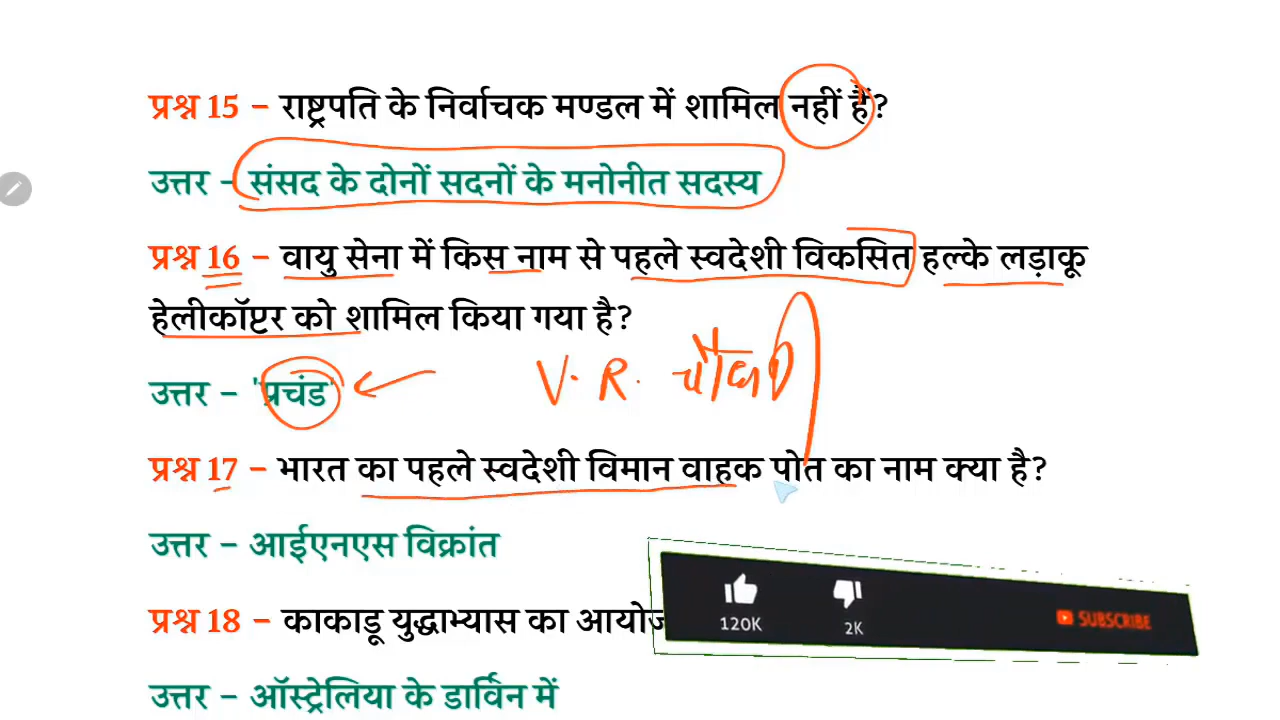 प्रश्न 15 – राष्ट्रपति के निर्वाचक मण्डल में शामिल नहीं हैं?
उत्तर – संसद के दोनों सदनों के मनोनीत सदस्य
प्रश्न 16 – वायु सेना में किस नाम से पहले स्वदेशी विकसित हल्के लड़ाकू
हेलीकॉप्टर को शामिल किया गया है?
V. R. चौधरी
उत्तर – 'प्रचंड'
प्रश्न 17 – भारत का पहले स्वदेशी विमान वाहक पोत का नाम क्या है?
उत्तर – आईएनएस विक्रांत
120K
2K
SUBSCRIBE
प्रश्न 18 – काकाडू युद्धाभ्यास का
उत्तर – ऑस्ट्रेलिया के डार्विन में